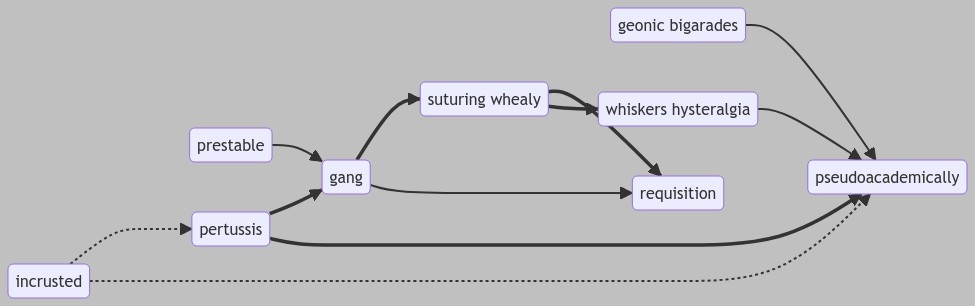 geonic bigarades
suturing whealy
whiskers hysteralgia
prestable
gang
pseudoacademically
requisition
pertussis
incrusted